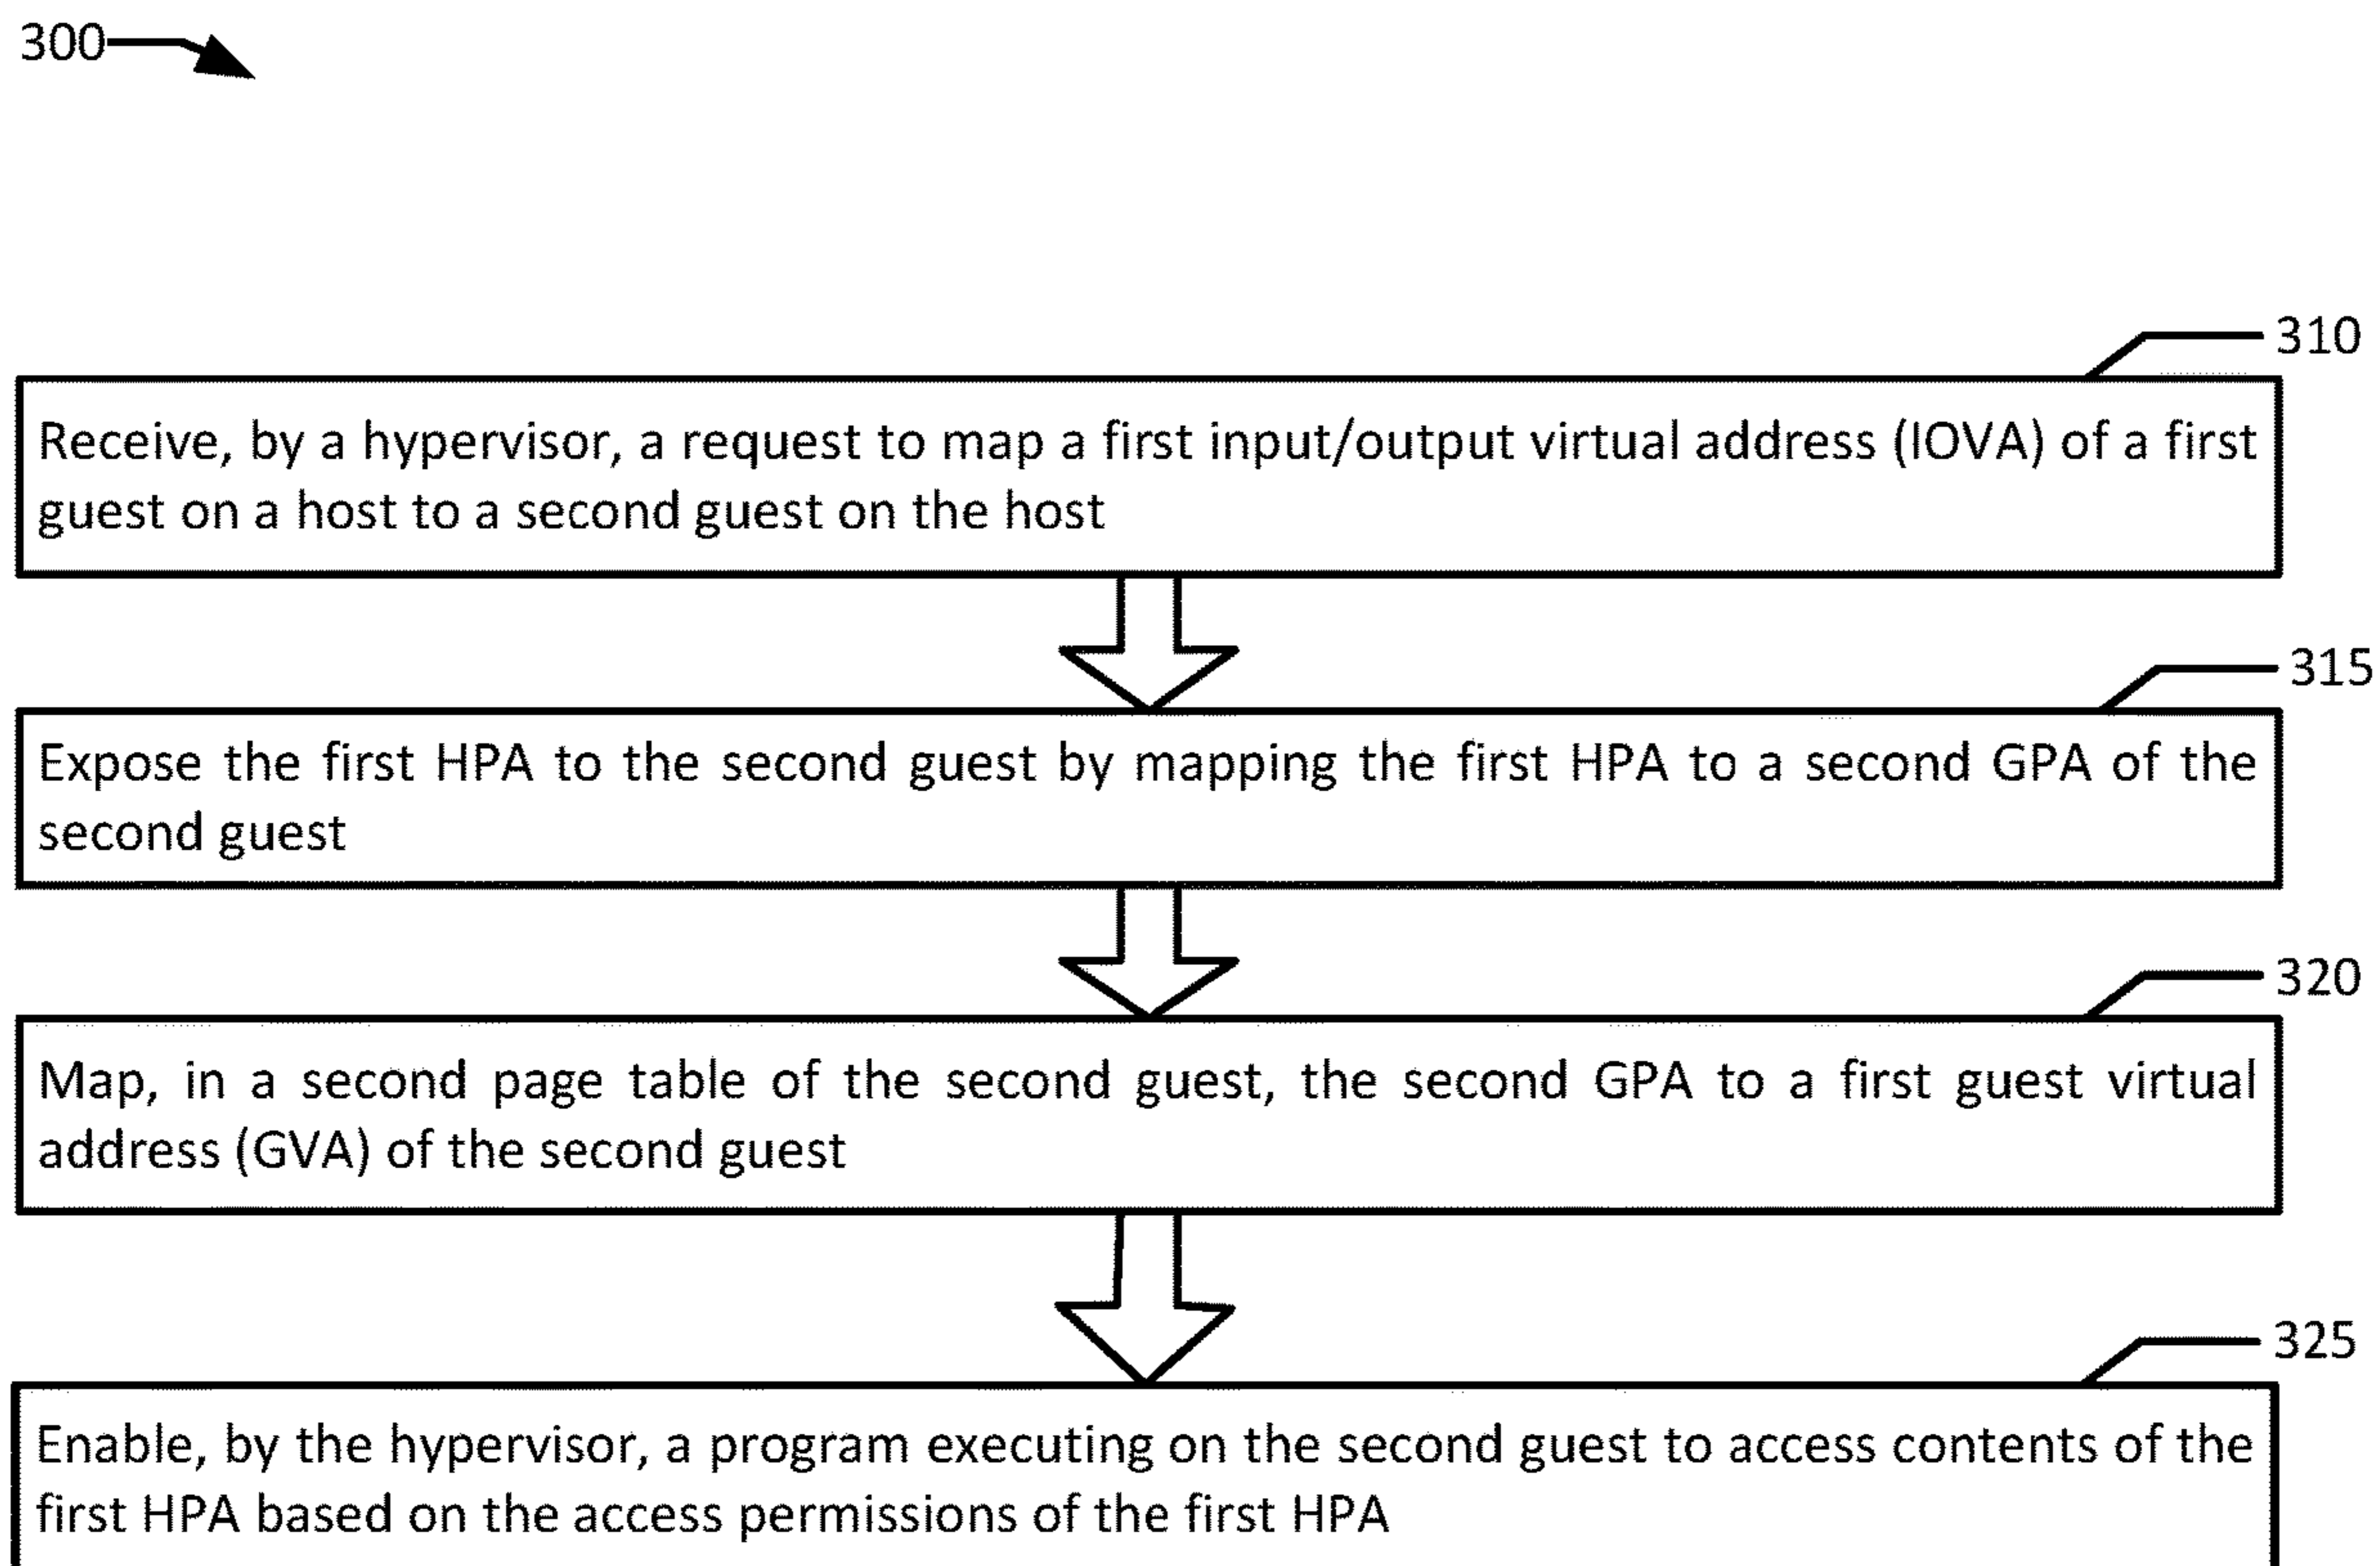 300
310
Receive, by a hypervisor, a request to map a first input/output virtual address (IOVA) of a first
guest on a host to a second guest on the host
315
Expose the first HPA to the second guest by mapping the first HPA to a second GPA of the
second guest
320
Map, in a second page table of the second guest, the second GPA to a first guest virtual
address (GVA) of the second guest
325
Enable, by the hypervisor, a program executing on the second guest to access contents of the
first HPA based on the access permissions of the first HPA